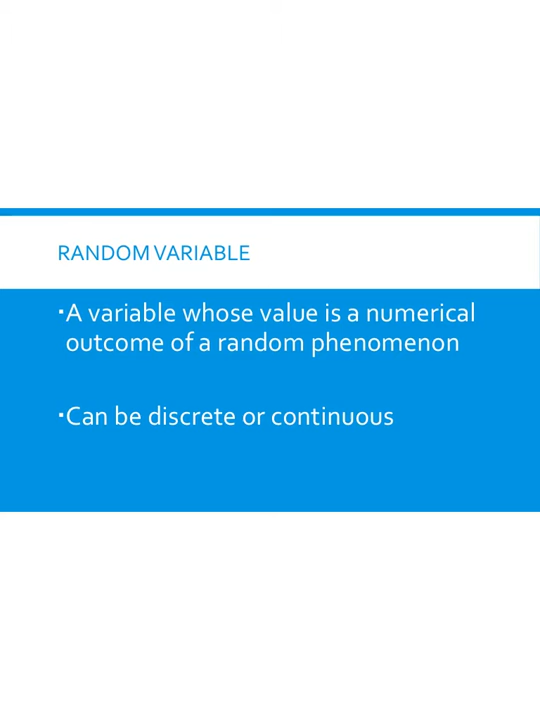 RANDOM VARIABLE
▪A variable whose value is a numerical
outcome of a random phenomenon
▪Can be discrete or continuous